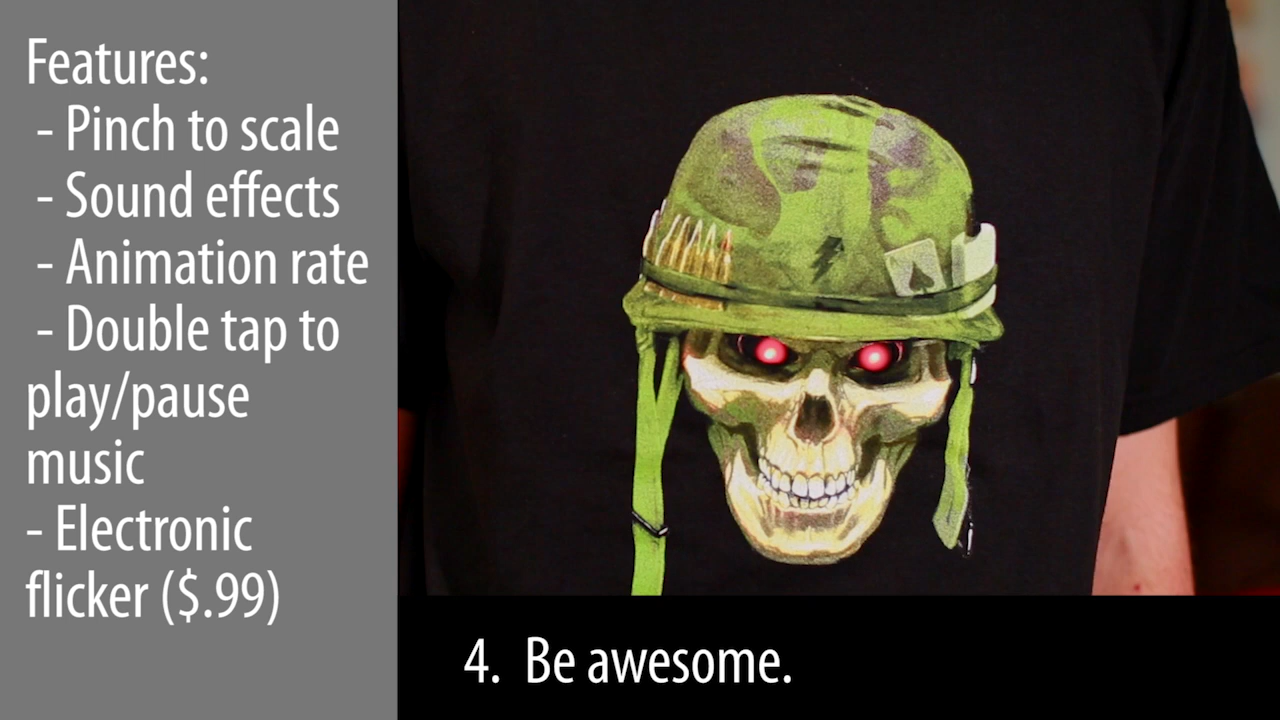 Features:
- Pinch to scale
- Sound effects
- Animation rate
- Double tap to
play/pause
music
- Electronic
flicker ($.99)
4. Be awesome.